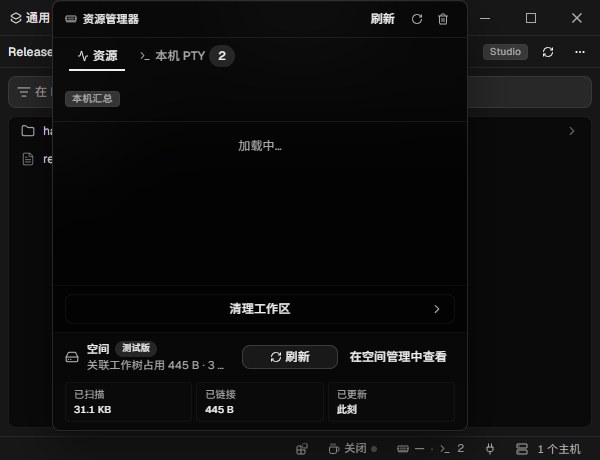 通用
资源管理器
刷新
Release
资源
本机 PTY
2
Studio
在
本机汇总
ha
加载中...
re
清理工作区
空间
测试版
关联工作树占用 445 B · 3 ...
刷新
在空间管理中查看
已扫描
31.1 KB
已链接
445 B
已更新
此刻
关闭
—
·
2
1 个主机